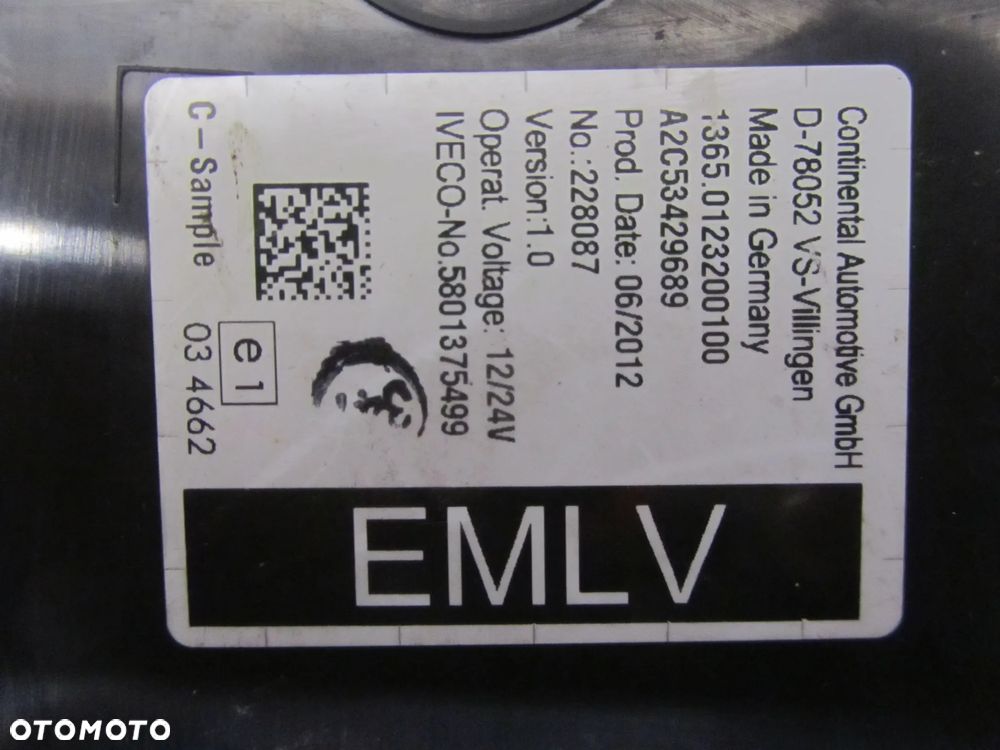 Continental Automotive GmbH
D-78052 VS-Villingen
Made in Germany
1365.0123200100
A2C53429689
Prod. Date: 06/2012
No.:228087
Version:1.0
Operat. Voltage: 12/24V
IVECO-No.5801375499
C-Sample
e1
03 4662
EMLV
OTOMOTO